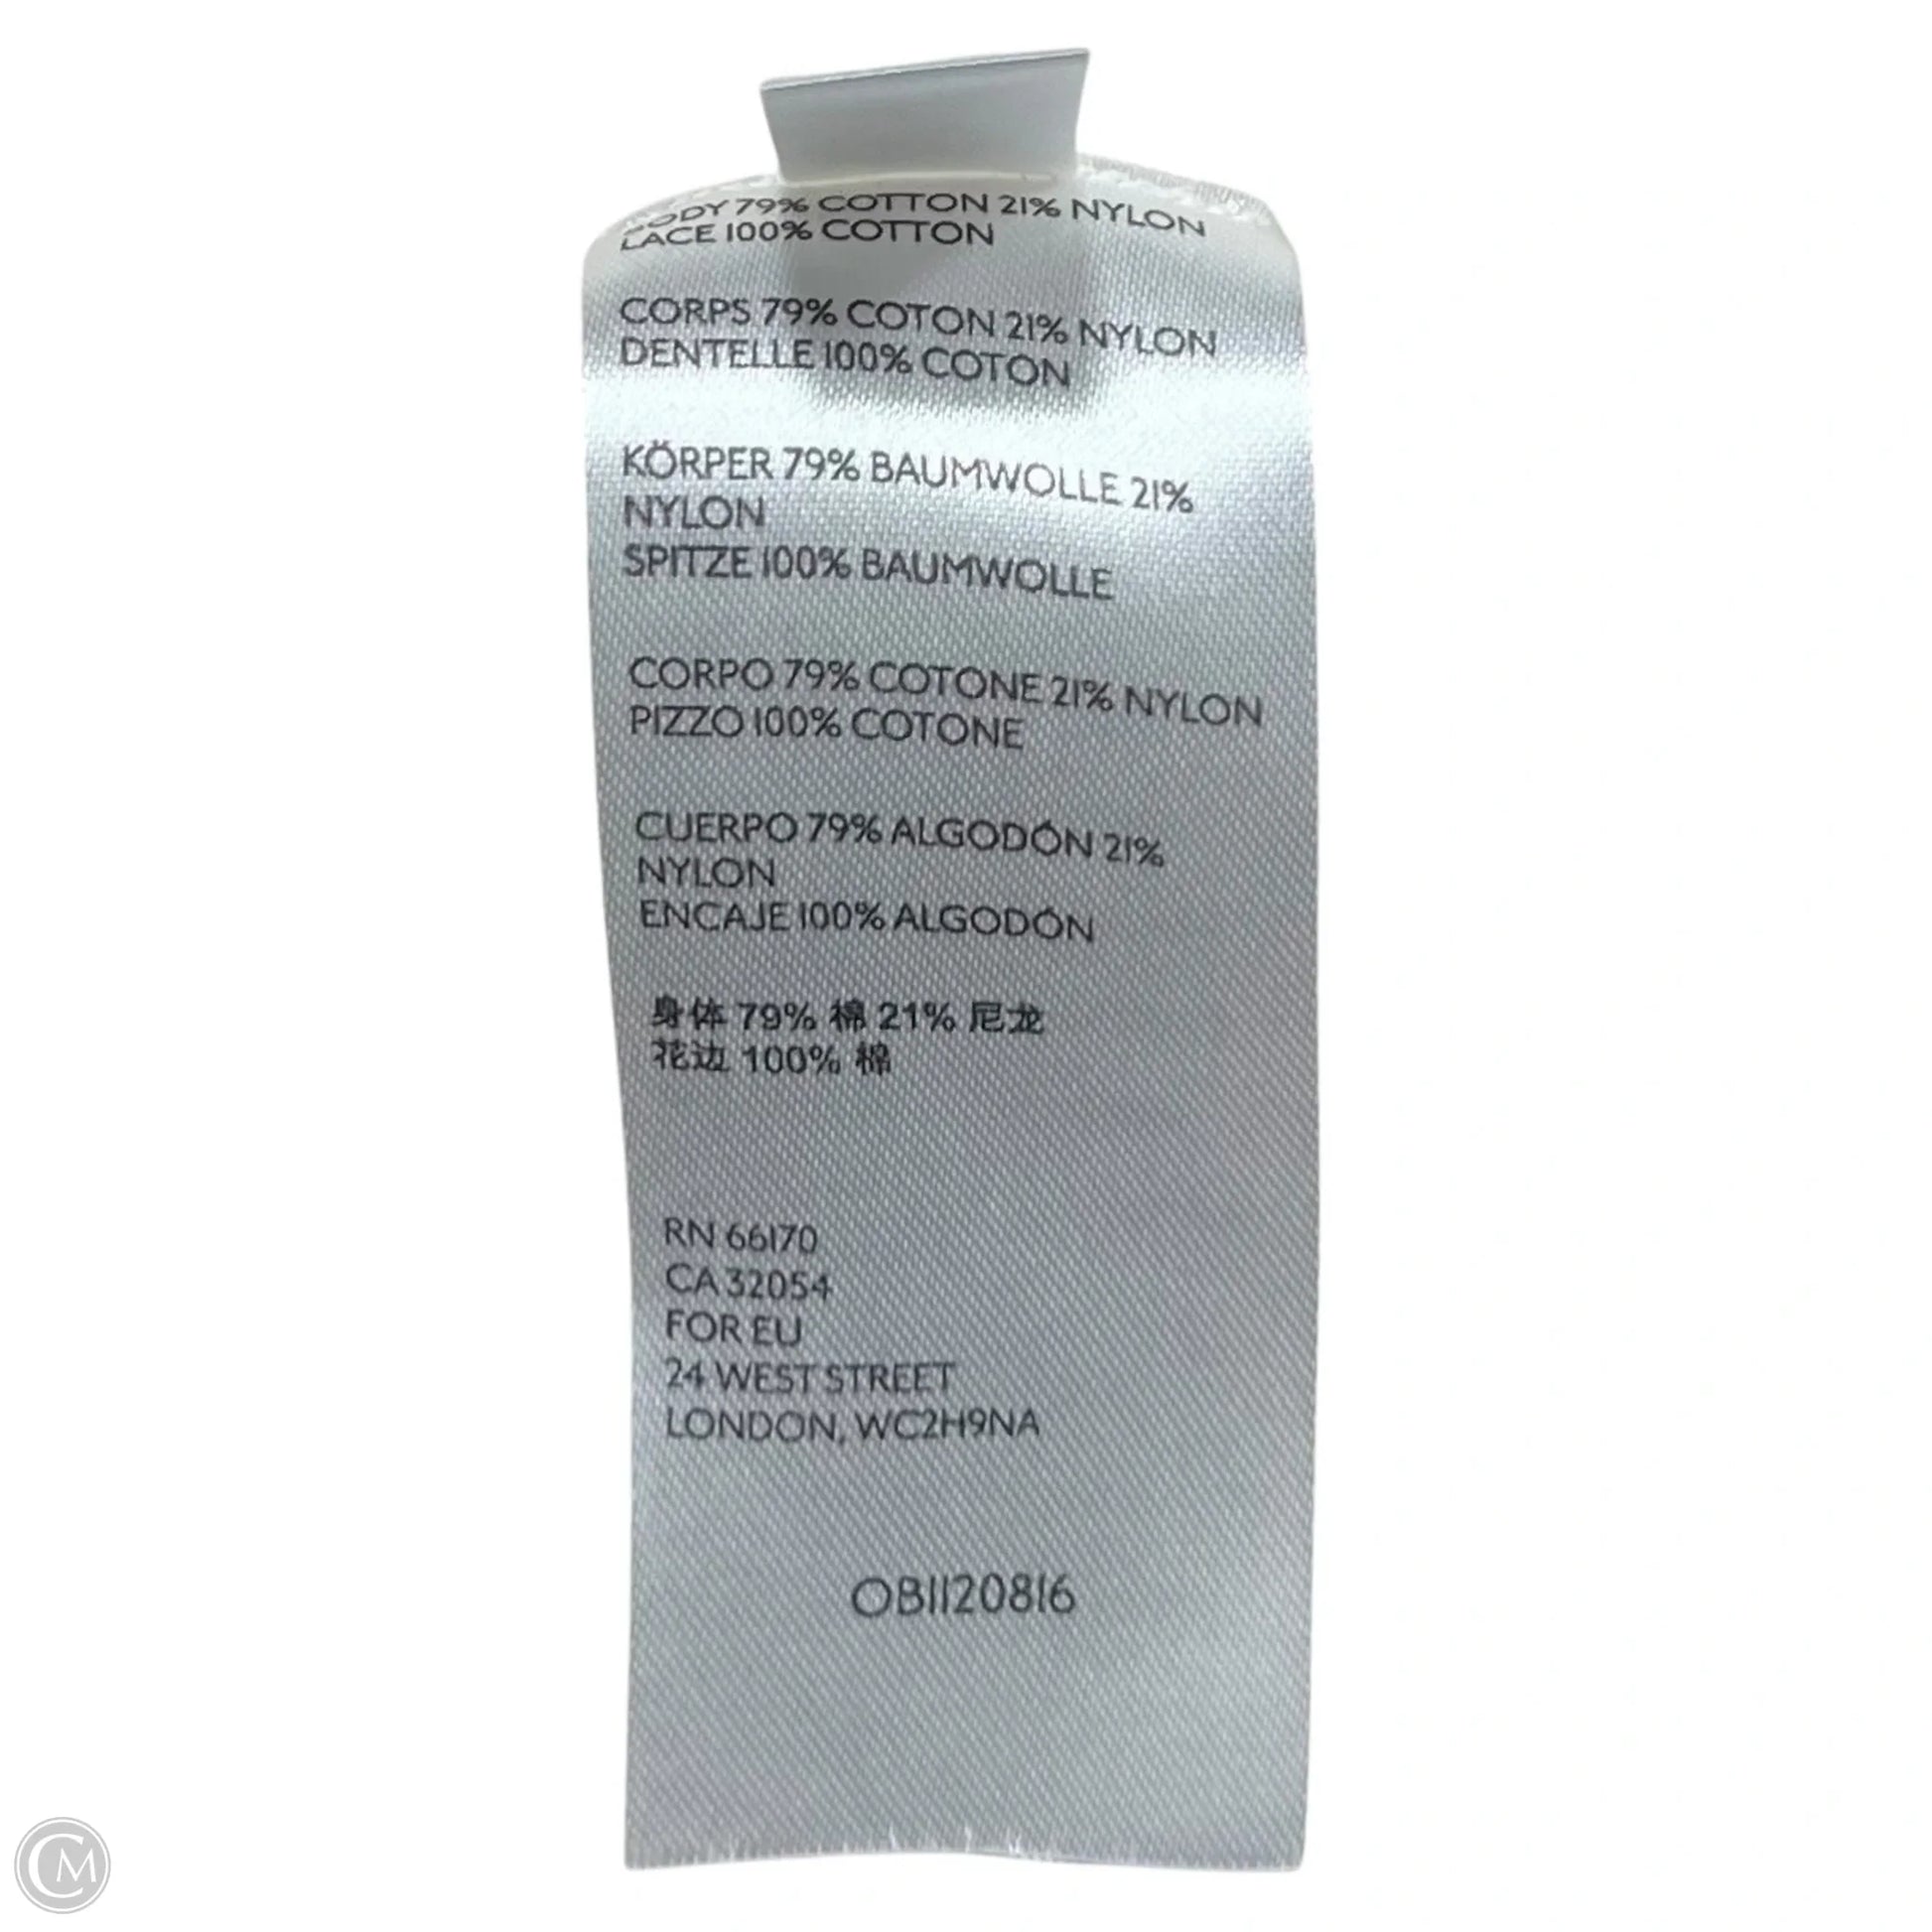 BODY 79% COTTON 21% NYLON
LACE 100% COTTON
CORPS 79% COTON 21% NYLON
DENTELLE 100% COTON
KÖRPER 79% BAUMWOLLE 21%
NYLON
SPITZE 100% BAUMWOLLE
CORPO 79% COTONE 21% NYLON
PIZZO 100% COTONE
CUERPO 79% ALGODÓN 21%
NYLON
ENCAJE 100% ALGODÓN
身体 79% 棉 21% 尼龙
花边 100% 棉
RN 66170
CA 32054
FOR EU
24 WEST STREET
LONDON, WC2H9NA
OB1120816
CM